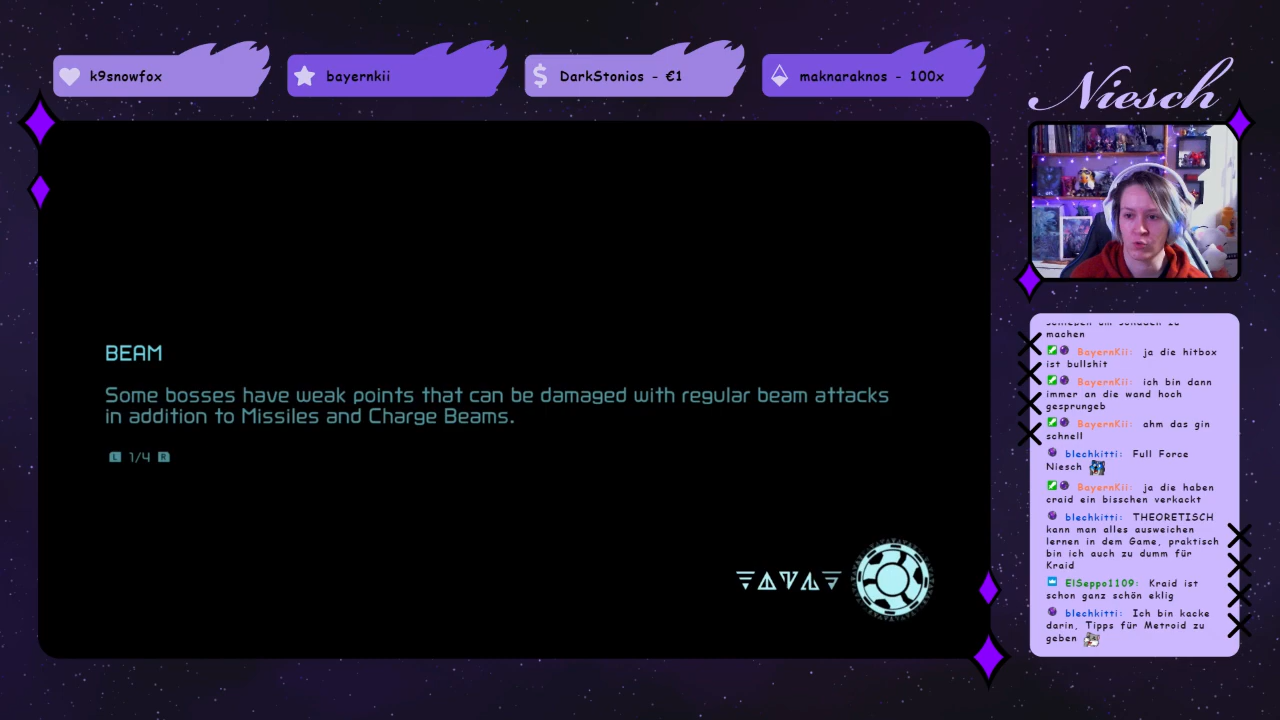 k9snowfox
bayernkii
DarkStonios - €1
maknaraknos - 100x
Niesch
BEAM
Some bosses have weak points that can be damaged with regular beam attacks
in addition to Missiles and Charge Beams.
L 1/4 R
machen
BayernKii: ja die hitbox
ist bullshit
BayernKii: ich bin dann
immer an die wand hoch
gesprungeb
BayernKii: ahm das gin
schnell
blechkitti: Full Force
Niesch
BayernKii: ja die haben
craid ein bisschen verkackt
blechkitti: THEORETISCH
kann man alles ausweichen
lernen in dem Game, praktisch
bin ich auch zu dumm für
Kraid
ElSeppo1109: Kraid ist
schon ganz schön eklig
blechkitti: Ich bin kacke
darin, Tipps für Metroid zu
geben